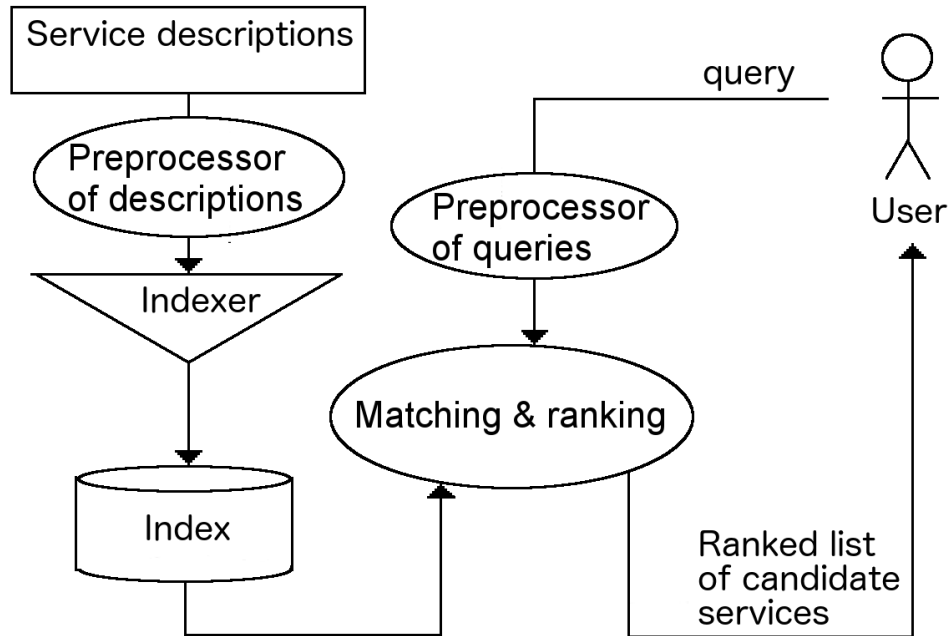 Service descriptions
Preprocessor
of descriptions
Indexer
Index
query
Preprocessor
of queries
Matching & ranking
User
Ranked list
of candidate
services